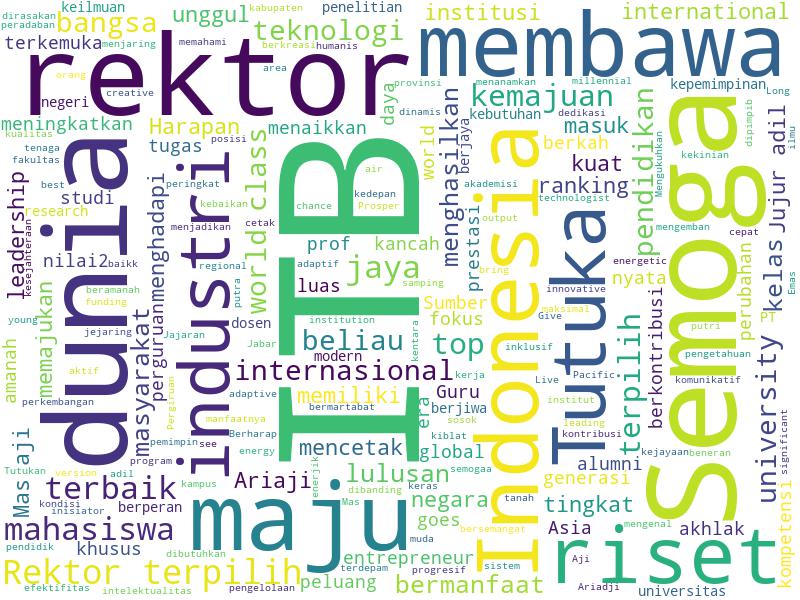 dirasakan
keilmuan
unggul
kabupaten
penelitian
institusi
international
peradaban
bangsa
menjaring
teknologi
terkemuka
memahami
berkreasi
humanis
rektor
membawa
orang
area
provinsi
menanamkan
millennial
kepemimpinan
Long
negeri
creative
daya
dinamis
kemajuan
kebutuhan
dedikasi
meningkatkan
Harapan
menaikkan
masuk
pendidikan
Semoga
dipimpib
adil
ilmu
kualitas
tenaga
tugas
posisi
World
berjaya
berkah
Mengukuhkan
fakultas
dunia
industri
world class
ITB
air
menghasilkan
Indonesia
kuat
kekinian
Jujur
leadership
best
studi
peringkat
kebaikan
chance
kedepan
Prosper
akademisi
ranking
technologist
kesejahteraan
research
menghadapi
menjadikan
cetak
prestasi
output
Tutuka
mengemban
cepat
nilai2
baikk
perguruan
regional
prof
kancah
adaptif
jaya
samping
bring
energetic
nyata
perubahan
kelas
beramanah
funding
putra
luas
Sumber
innovative
maksimal
PT
Emas
young
memajukan
jejaring
masyarakat
Jajaran
dosen
institution
fokus
Give
terpilih
berkontribusi
putri
amanah
perkembangan
aktif
Jabar
beliau
kentara
top
inklusif
pengetahuan
modern
internasional
kerja
Live
Pacific
komunikatif
university
Pergiruan
adaptive
memiliki
era
Guru
institut
manfaatnya
bermartabat
sosok
berjiwa
leading
kontribusi
Mas aji
pemimpin
see
Berharap
mencetak
kiblat
global
kejayaan
beneran
significant
Tutukan
version
adil
program
energy
semogaa
alumni
kampus
enerjik
lulusan
generasi
terbaik
Ariaji
dibanding
keras
kompetensi
kondisi
inisiator
berperan
maju
Mas
negara
tanah
tingkat
mahasiswa
goes
muda
bersemangat
Asia
mengenal
akhlak
pendidik
khusus
dibutuhkan
entrepreneur
riset
Rektor terpilih
terdepam
progresif
sistem
Aji
efektifitas
intelektualitas
pengelolaan
peluang
bermanfaat
Ariadji
universitas